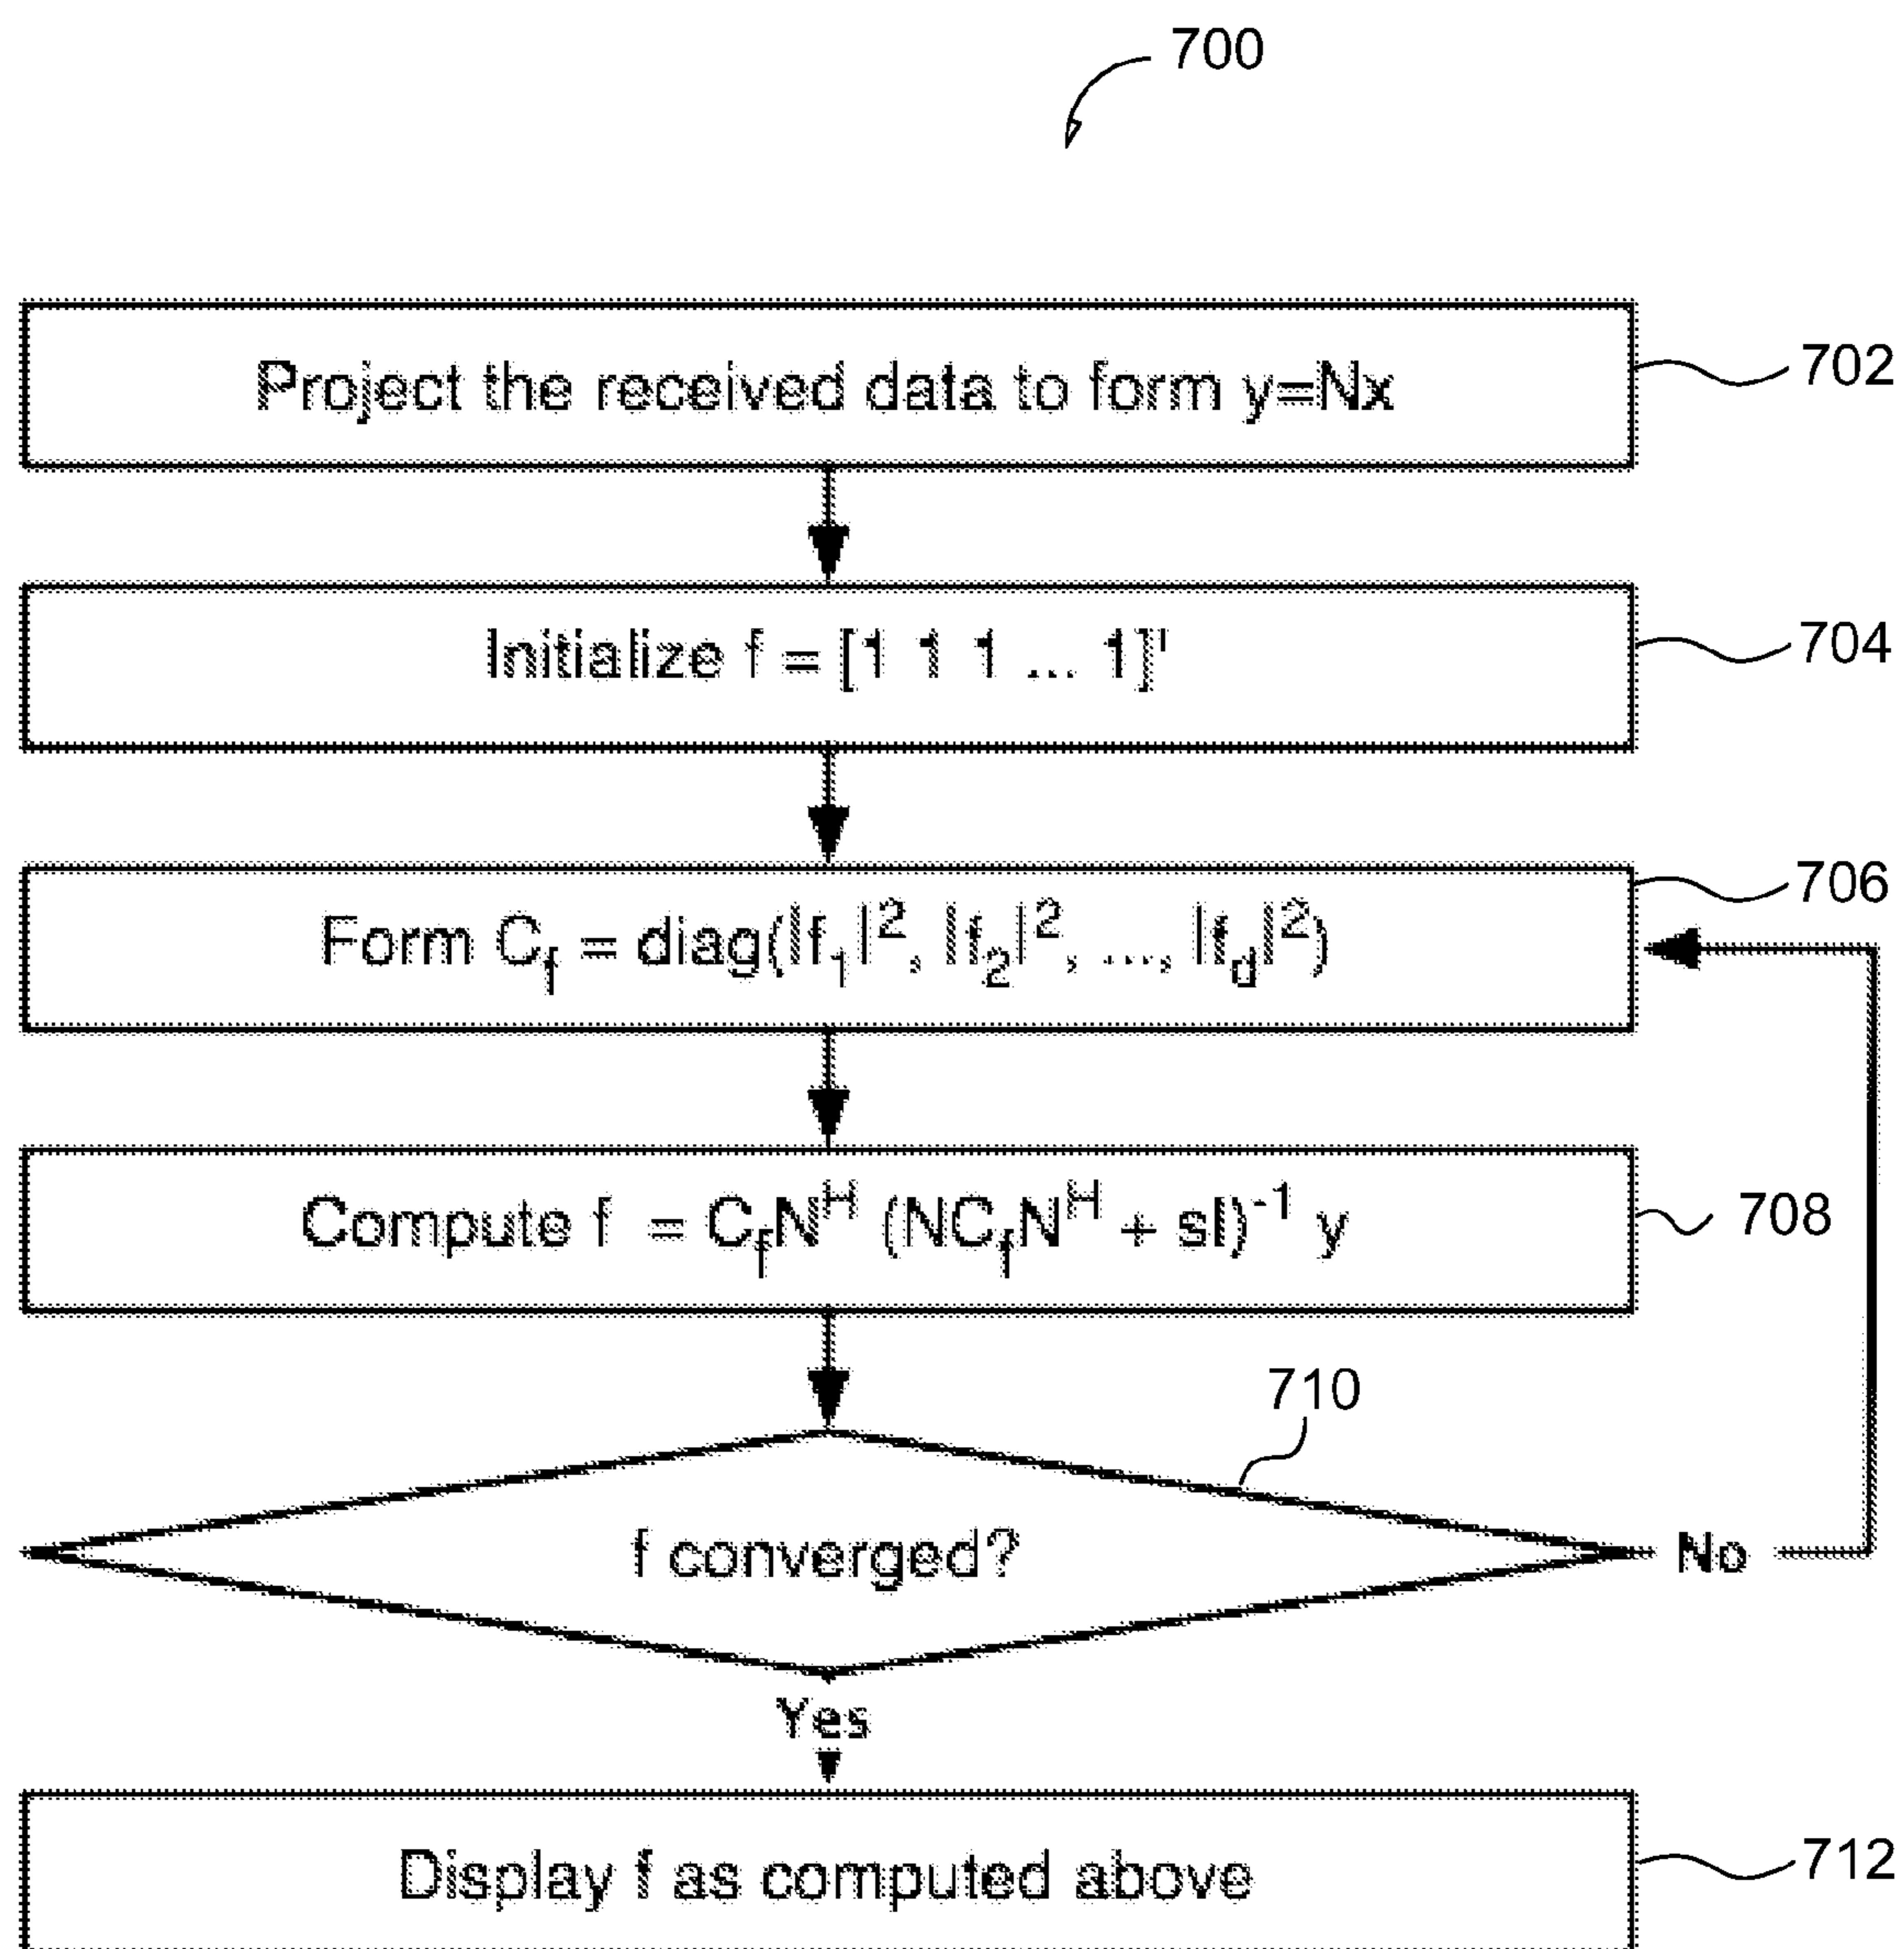 700
Project the received data to form y=Nx
702
Initialize f = [1 1 1 ... 1]'
704
706
Form C_f = diag(|f_1|^2, |f_2|^2, ..., |f_d|^2)
Compute f = C_fN^H (NC_fN^H + sI)^-1 y
708
710
f converged?
No
Yes
Display f as computed above
712